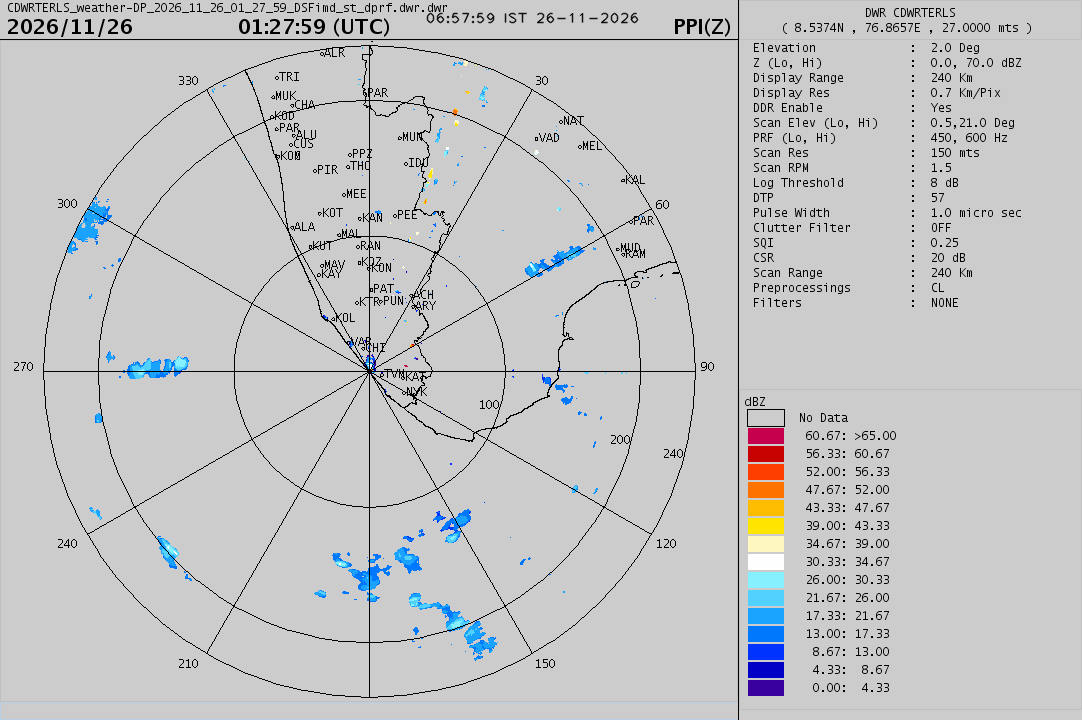 CDWRTERLS_weather-DP_2026_11_26_01_27_59_DSFimd_st_dprf.dwr.dwr
2026/11/26 01:27:59 (UTC) 06:57:59 IST 26-11-2026 PPI(Z)
DWR CDWRTERLS
( 8.5374N , 76.8657E , 27.0000 mts )
Elevation : 2.0 Deg
Z (Lo, Hi) : 0.0, 70.0 dBZ
Display Range : 240 Km
Display Res : 0.7 Km/Pix
DDR Enable : Yes
Scan Elev (Lo, Hi) : 0.5,21.0 Deg
PRF (Lo, Hi) : 450, 600 Hz
Scan Res : 150 mts
Scan RPM : 1.5
Log Threshold : 8 dB
DTP : 57
Pulse Width : 1.0 micro sec
Clutter Filter : OFF
SQI : 0.25
CSR : 20 dB
Scan Range : 240 Km
Preprocessings : CL
Filters : NONE
dBZ
No Data
60.67: >65.00
56.33: 60.67
52.00: 56.33
47.67: 52.00
43.33: 47.67
39.00: 43.33
34.67: 39.00
30.33: 34.67
26.00: 30.33
21.67: 26.00
17.33: 21.67
13.00: 17.33
8.67: 13.00
4.33: 8.67
0.00: 4.33
ALR
330
TRI
30
MUK
PAR
CHA
KOD
NAT
PAR
ALU
MUN
VAD
CUS
MEL
PPZ
IDU
THO
PIR
KAL
MEE
300
60
KOT
KAN
PEE
PAR
ALA
MAL
KUT
RAN
MUD
RAM
KOZ
MAV
KON
KAY
PAT
ACH
KTR
PUN
ARY
KOL
VAR
CHI
270
90
TVM
KAT
NYK
100
200
240
240
120
210
150